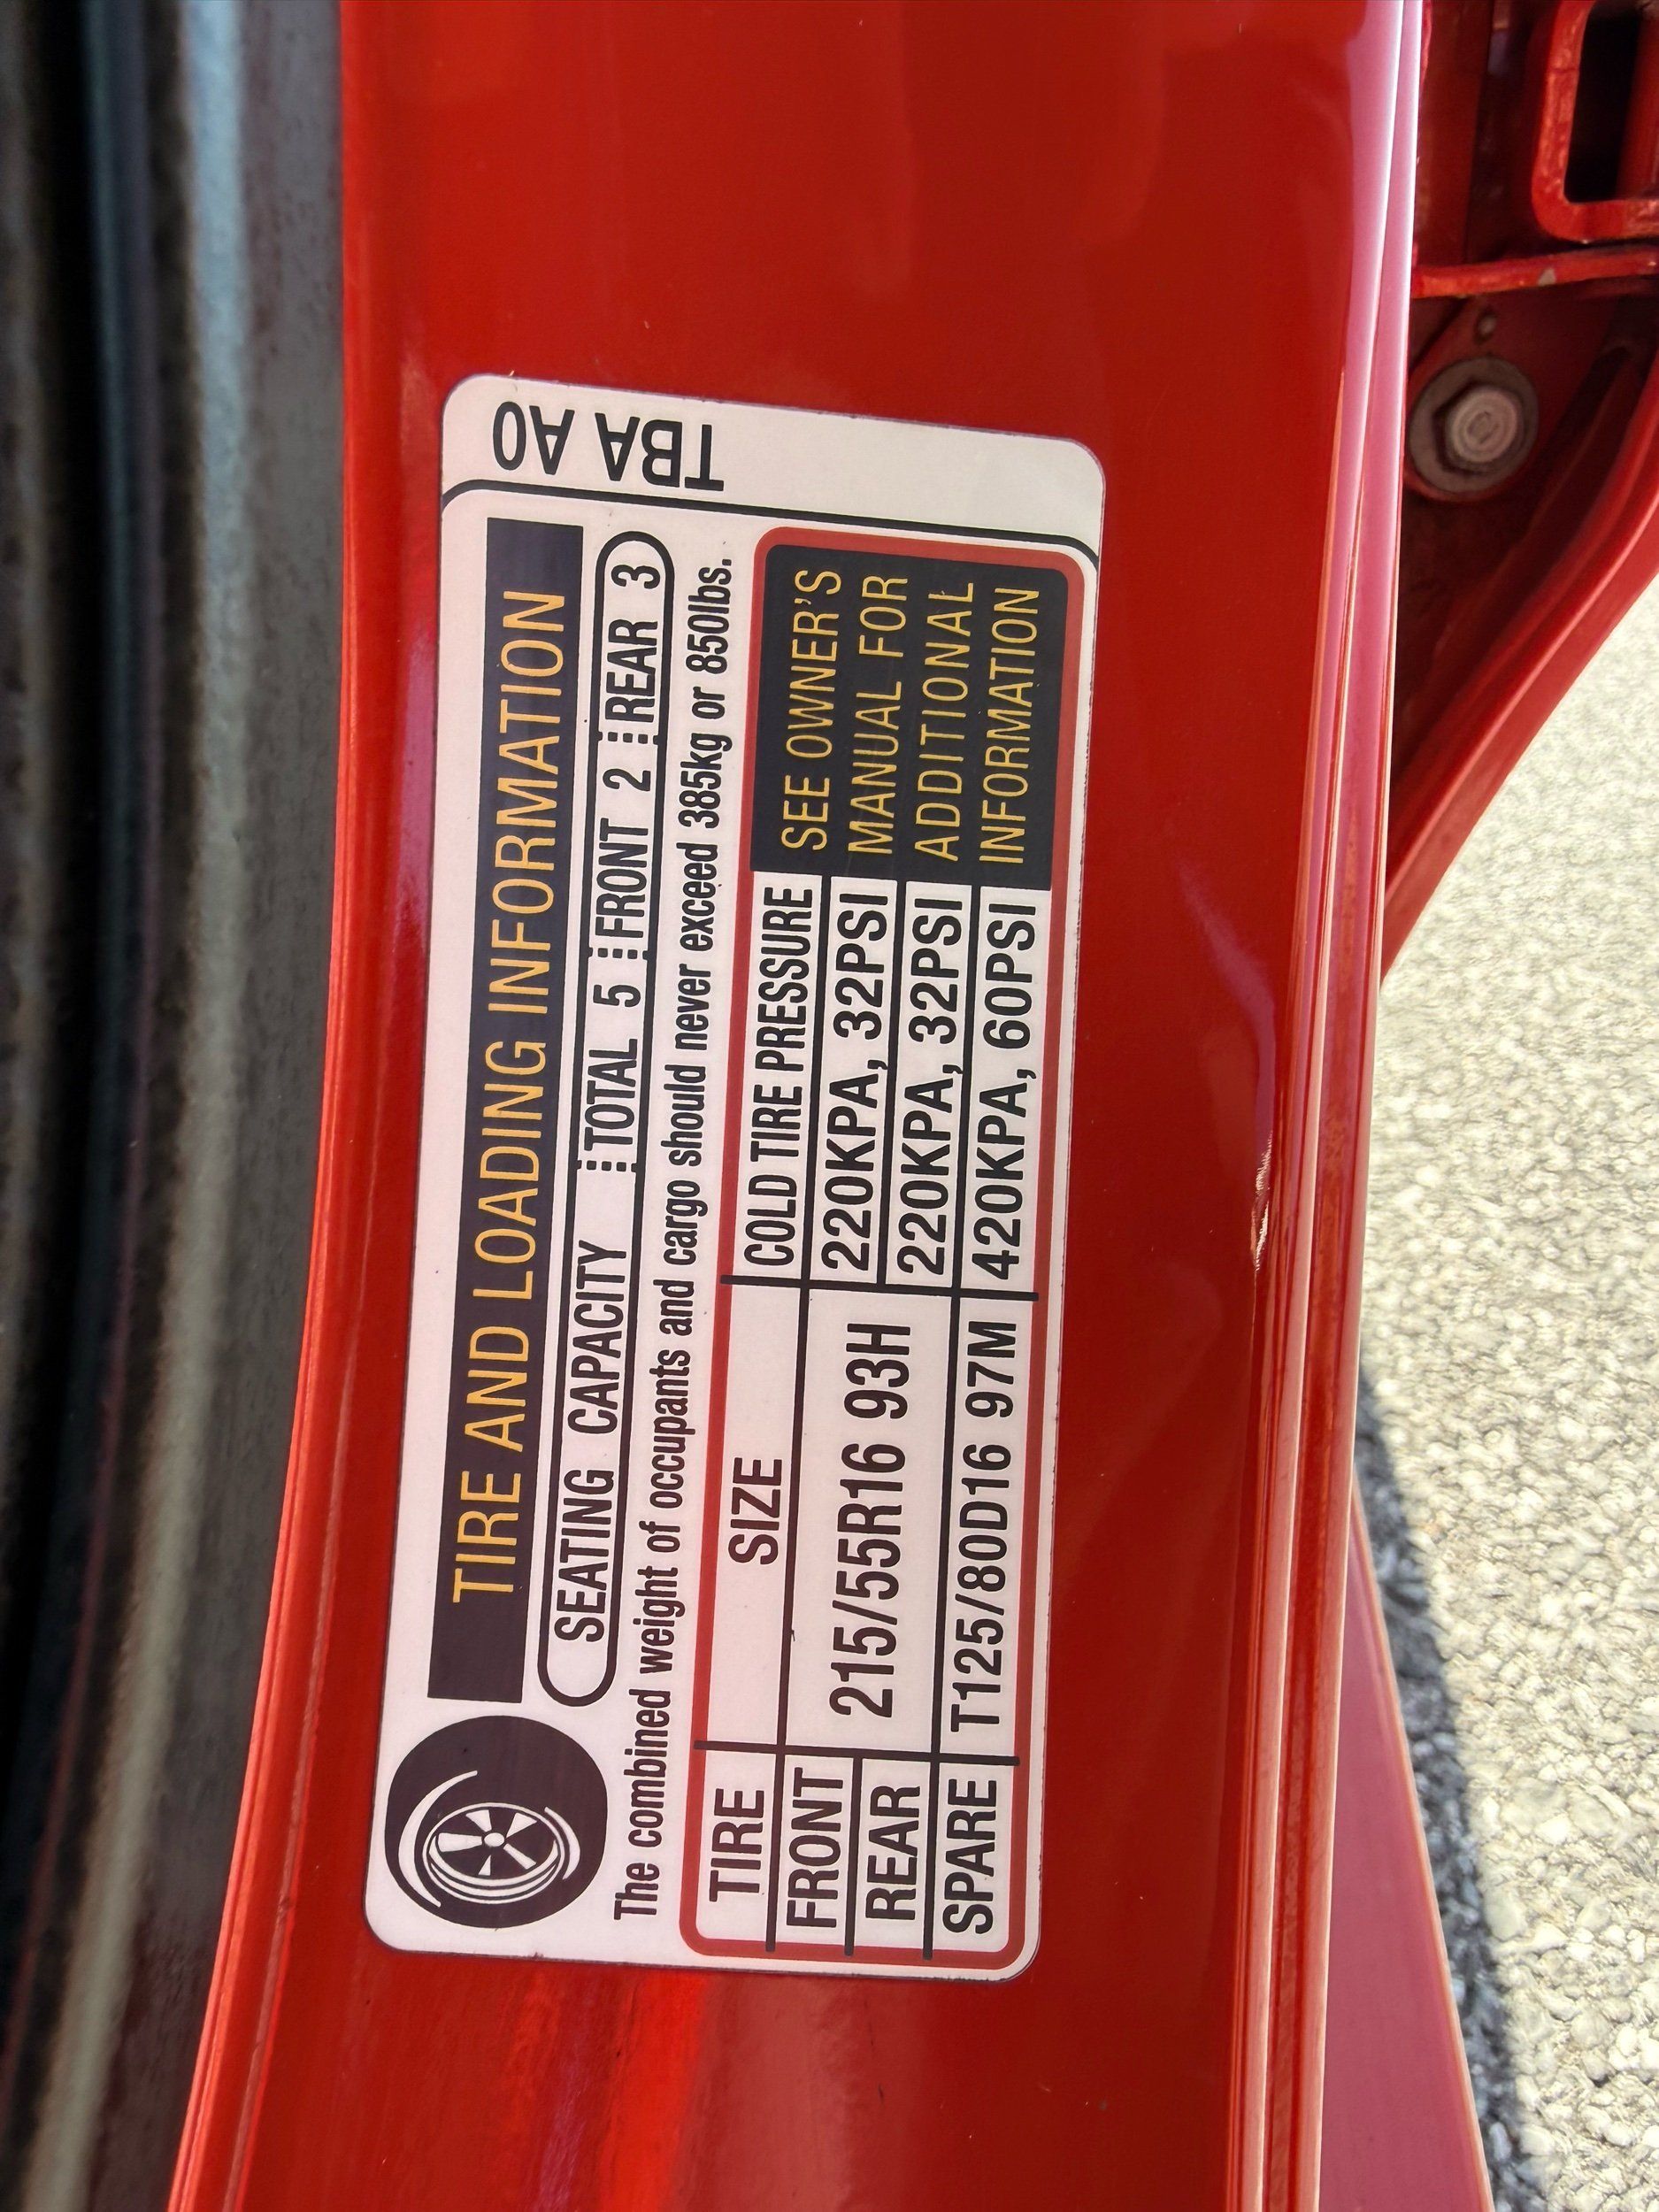 TIRE AND LOADING INFORMATION
SEATING CAPACITY TOTAL 5 FRONT 2 REAR 3
The combined weight of occupants and cargo should never exceed 385kg or 850lbs.
TIRE SIZE COLD TIRE PRESSURE
FRONT 215/55R16 93H 220KPA, 32PSI
REAR 220KPA, 32PSI
SPARE T125/80D16 97M 420KPA, 60PSI
SEE OWNER'S
MANUAL FOR
ADDITIONAL
INFORMATION
TBA A0